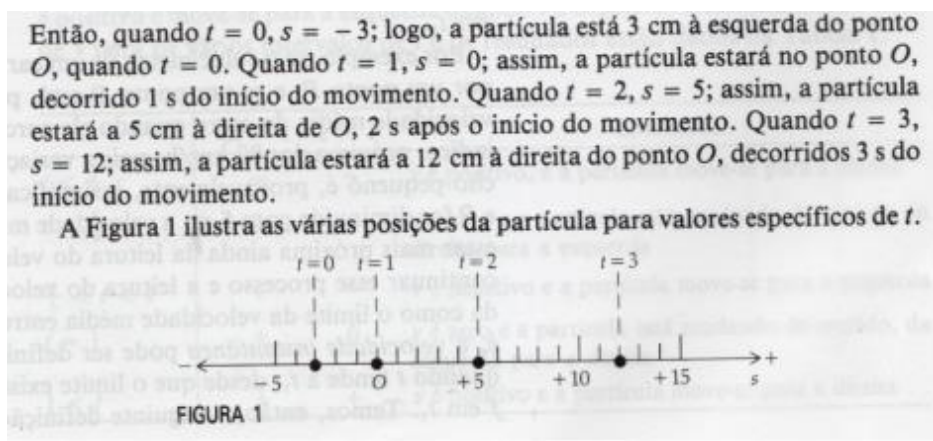 Então, quando t = 0, s = − 3; logo, a partícula está 3 cm à esquerda do ponto
O, quando t = 0. Quando t = 1, s = 0; assim, a partícula estará no ponto O,
decorrido 1 s do início do movimento. Quando t = 2, s = 5; assim, a partícula
estará a 5 cm à direita de O, 2 s após o início do movimento. Quando t = 3,
s = 12; assim, a partícula estará a 12 cm à direita do ponto O, decorridos 3 s do
início do movimento.
A Figura 1 ilustra as várias posições da partícula para valores específicos de t.
t=0 t=1 t=2 t=3
− +
−5 O +5 +10 +15 s
FIGURA 1